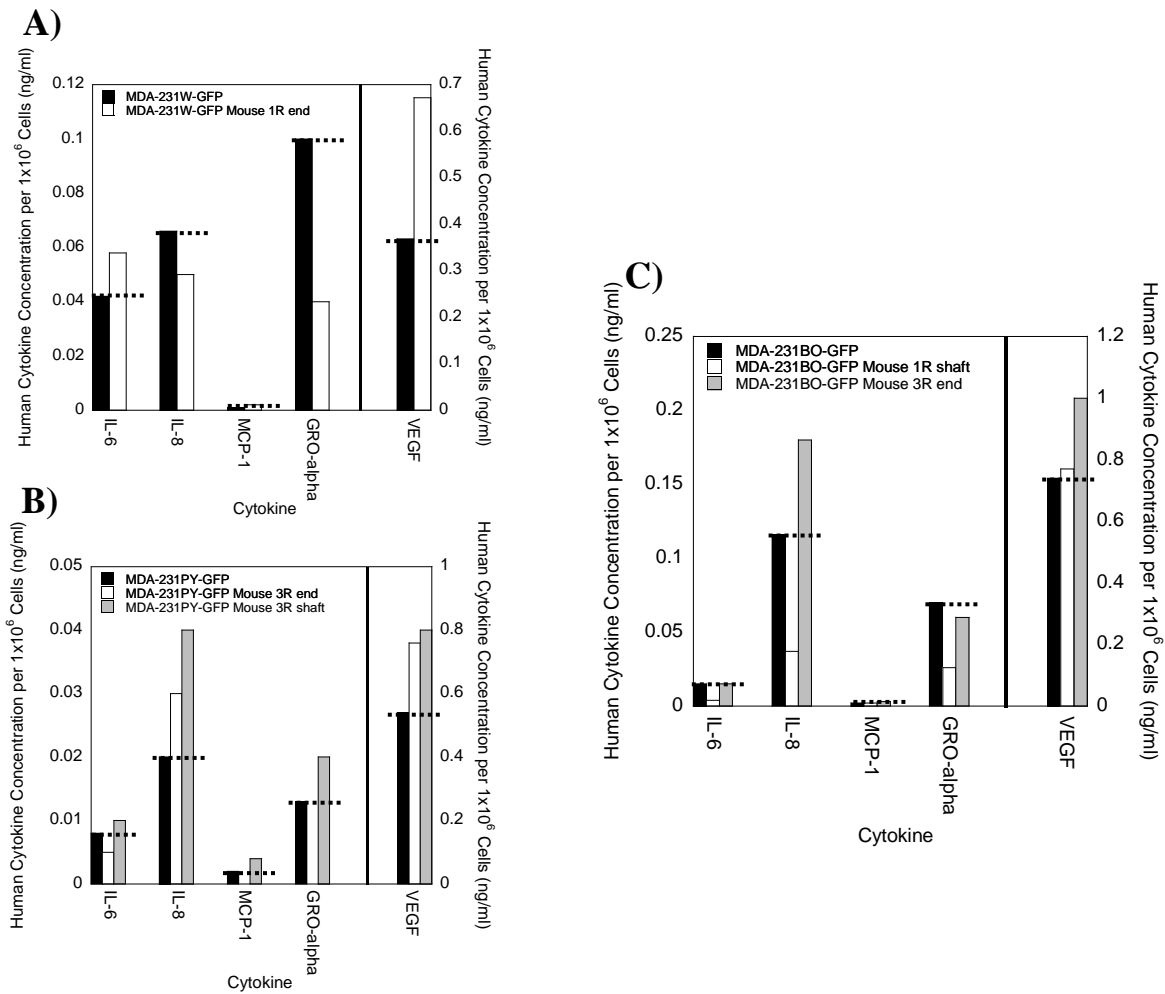 A)
Human Cytokine Concentration per 1x10⁶ Cells (ng/ml)
0.12
0.1
0.08
0.06
0.04
0.02
0
MDA-231W-GFP
MDA-231W-GFP Mouse 1R end
0.7
0.6
0.5
0.4
0.3
0.2
0.1
0
Human Cytokine Concentration per 1x10⁶ Cells (ng/ml)
IL-6
IL-8
MCP-1
GRO-alpha
VEGF
Cytokine
B)
Human Cytokine Concentration per 1x10⁶ Cells (ng/ml)
0.05
0.04
0.03
0.02
0.01
0
MDA-231PY-GFP
MDA-231PY-GFP Mouse 3R end
MDA-231PY-GFP Mouse 3R shaft
1
0.8
0.6
0.4
0.2
0
Human Cytokine Concentration per 1x10⁶ Cells (ng/ml)
IL-6
IL-8
MCP-1
GRO-alpha
VEGF
Cytokine
C)
Human Cytokine Concentration per 1x10⁶ Cells (ng/ml)
0.25
0.2
0.15
0.1
0.05
0
MDA-231BO-GFP
MDA-231BO-GFP Mouse 1R shaft
MDA-231BO-GFP Mouse 3R end
1.2
1
0.8
0.6
0.4
0.2
0
Human Cytokine Concentration per 1x10⁶ Cells (ng/ml)
IL-6
IL-8
MCP-1
GRO-alpha
VEGF
Cytokine